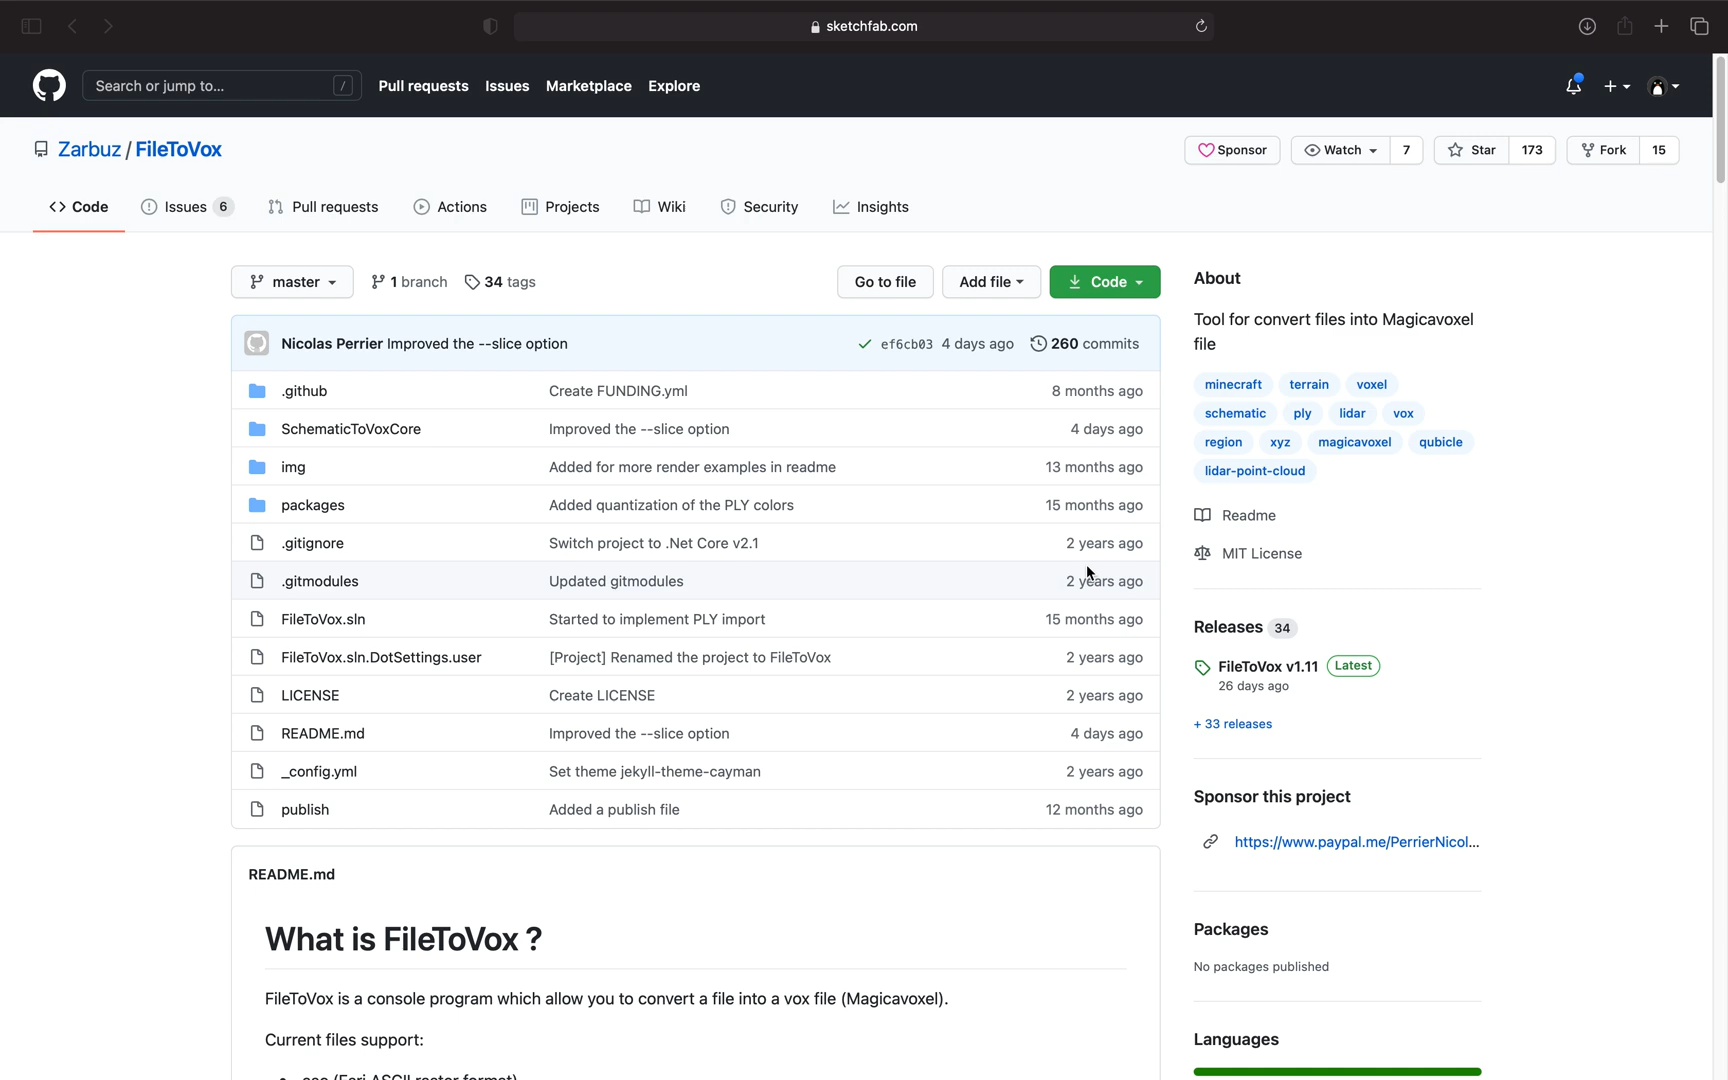 sketchfab.com
Search or jump to... /
Pull requests Issues Marketplace Explore
Zarbuz / FileToVox
Sponsor Watch 7 Star 173 Fork 15
Code Issues 6 Pull requests Actions Projects Wiki Security Insights
master 1 branch 34 tags Go to file Add file Code
Nicolas Perrier Improved the --slice option ef6cb03 4 days ago 260 commits
.github Create FUNDING.yml 8 months ago
SchematicToVoxCore Improved the --slice option 4 days ago
img Added for more render examples in readme 13 months ago
packages Added quantization of the PLY colors 15 months ago
.gitignore Switch project to .Net Core v2.1 2 years ago
.gitmodules Updated gitmodules 2 years ago
FileToVox.sln Started to implement PLY import 15 months ago
FileToVox.sln.DotSettings.user [Project] Renamed the project to FileToVox 2 years ago
LICENSE Create LICENSE 2 years ago
README.md Improved the --slice option 4 days ago
_config.yml Set theme jekyll-theme-cayman 2 years ago
publish Added a publish file 12 months ago
README.md
What is FileToVox ?
FileToVox is a console program which allow you to convert a file into a vox file (Magicavoxel).
Current files support:
About
Tool for convert files into Magicavoxel
file
minecraft terrain voxel
schematic ply lidar vox
region xyz magicavoxel qubicle
lidar-point-cloud
Readme
MIT License
Releases 34
FileToVox v1.11 Latest
26 days ago
+ 33 releases
Sponsor this project
https://www.paypal.me/PerrierNicol...
Packages
No packages published
Languages